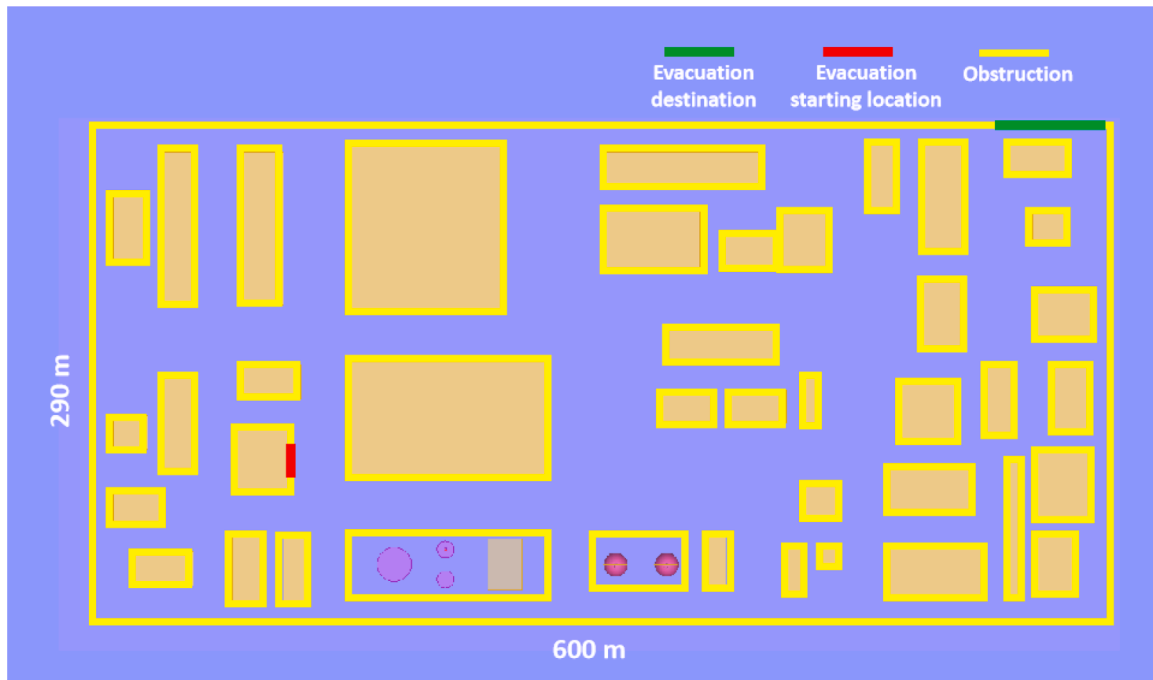 Evacuation
destination
Evacuation
starting location
Obstruction
290 m
600 m